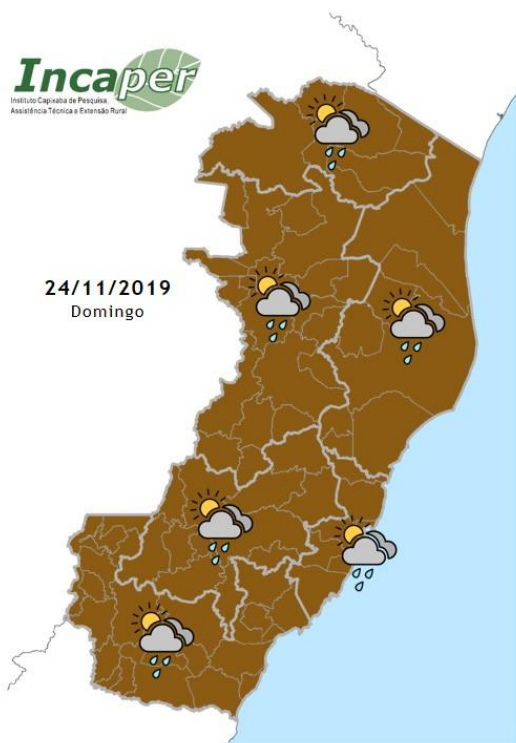 Incaper
Instituto Capixaba de Pesquisa,
Assistência Técnica e Extensão Rural
24/11/2019
Domingo